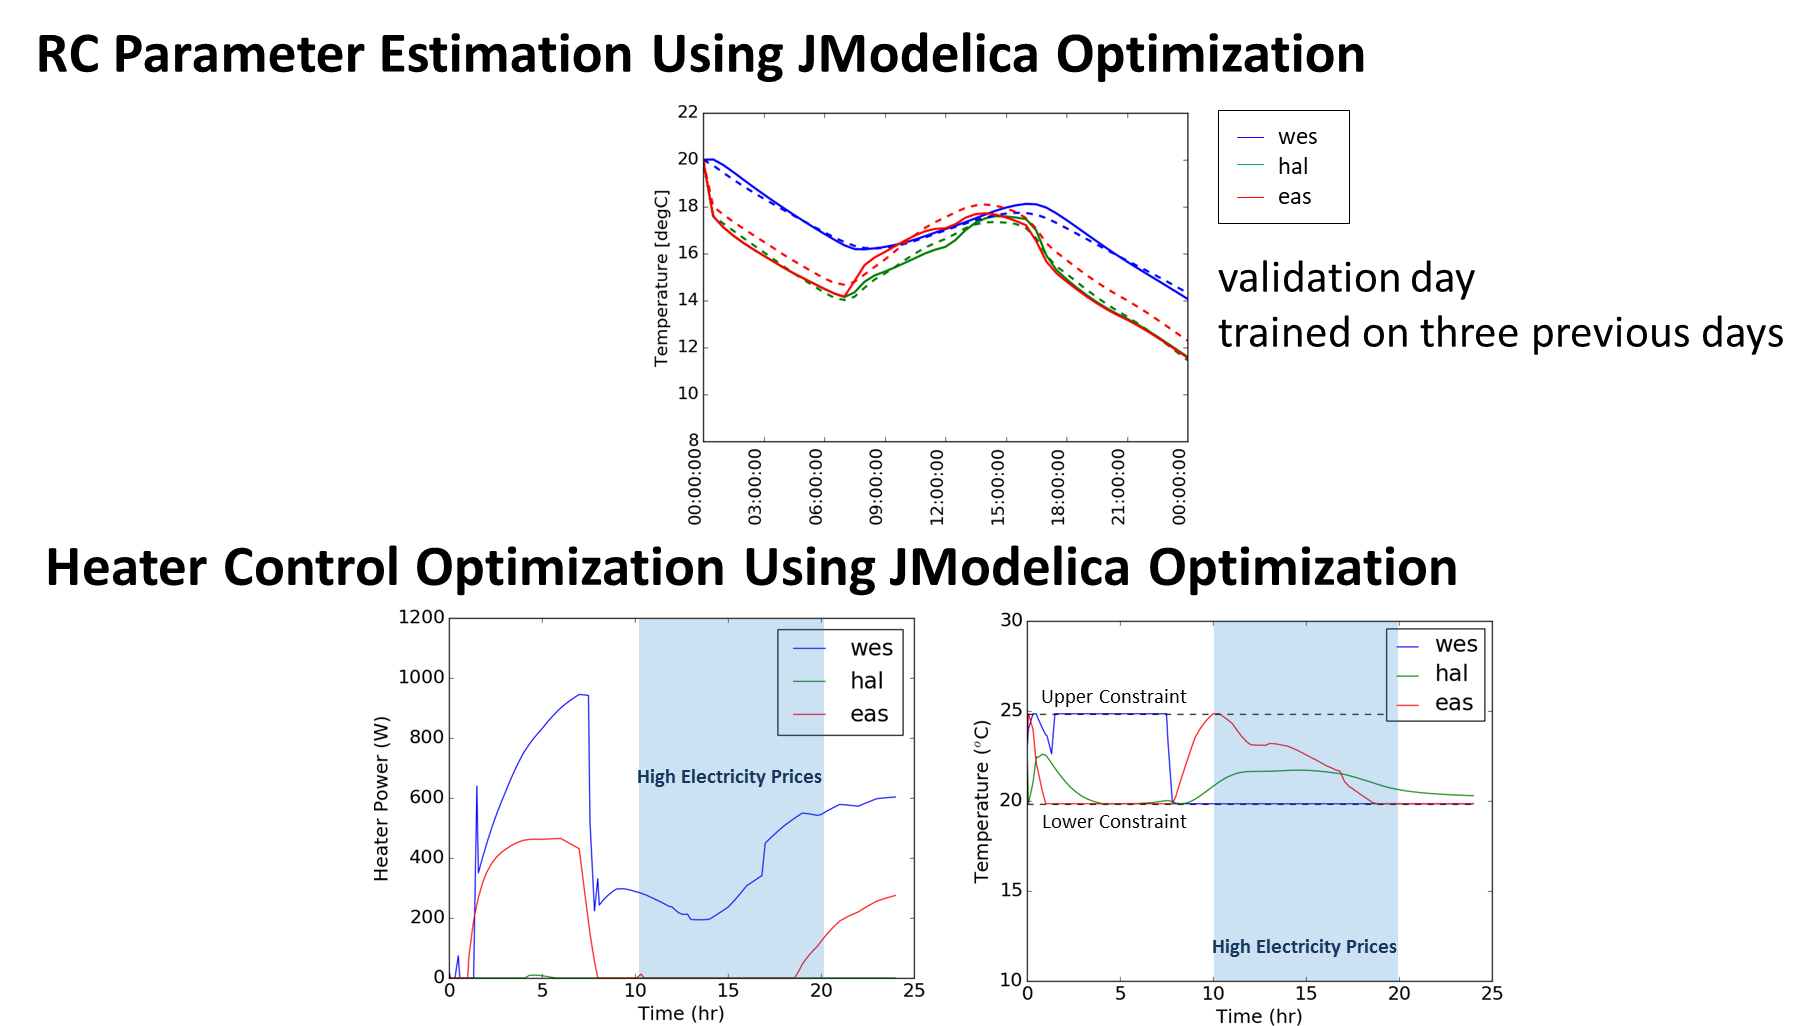 RC Parameter Estimation Using JModelica Optimization
22
20
18
16
14
12
10
8
Temperature [degC]
00:00:00
03:00:00
06:00:00
09:00:00
12:00:00
15:00:00
18:00:00
21:00:00
00:00:00
wes
hal
eas
validation day
trained on three previous days
Heater Control Optimization Using JModelica Optimization
1200
1000
800
600
400
200
0
Heater Power (W)
wes
hal
eas
High Electricity Prices
0 5 10 15 20 25
Time (hr)
30
25
20
15
10
Temperature (°C)
wes
hal
eas
Upper Constraint
Lower Constraint
High Electricity Prices
0 5 10 15 20 25
Time (hr)